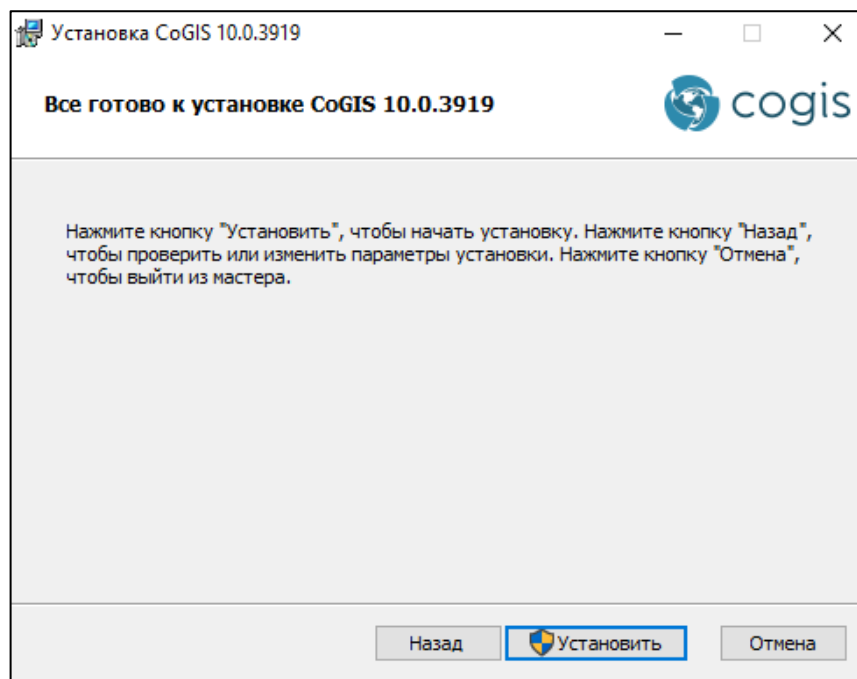 Установка CoGIS 10.0.3919
Все готово к установке CoGIS 10.0.3919
cogis
Нажмите кнопку "Установить", чтобы начать установку. Нажмите кнопку "Назад",
чтобы проверить или изменить параметры установки. Нажмите кнопку "Отмена",
чтобы выйти из мастера.
Назад Установить Отмена